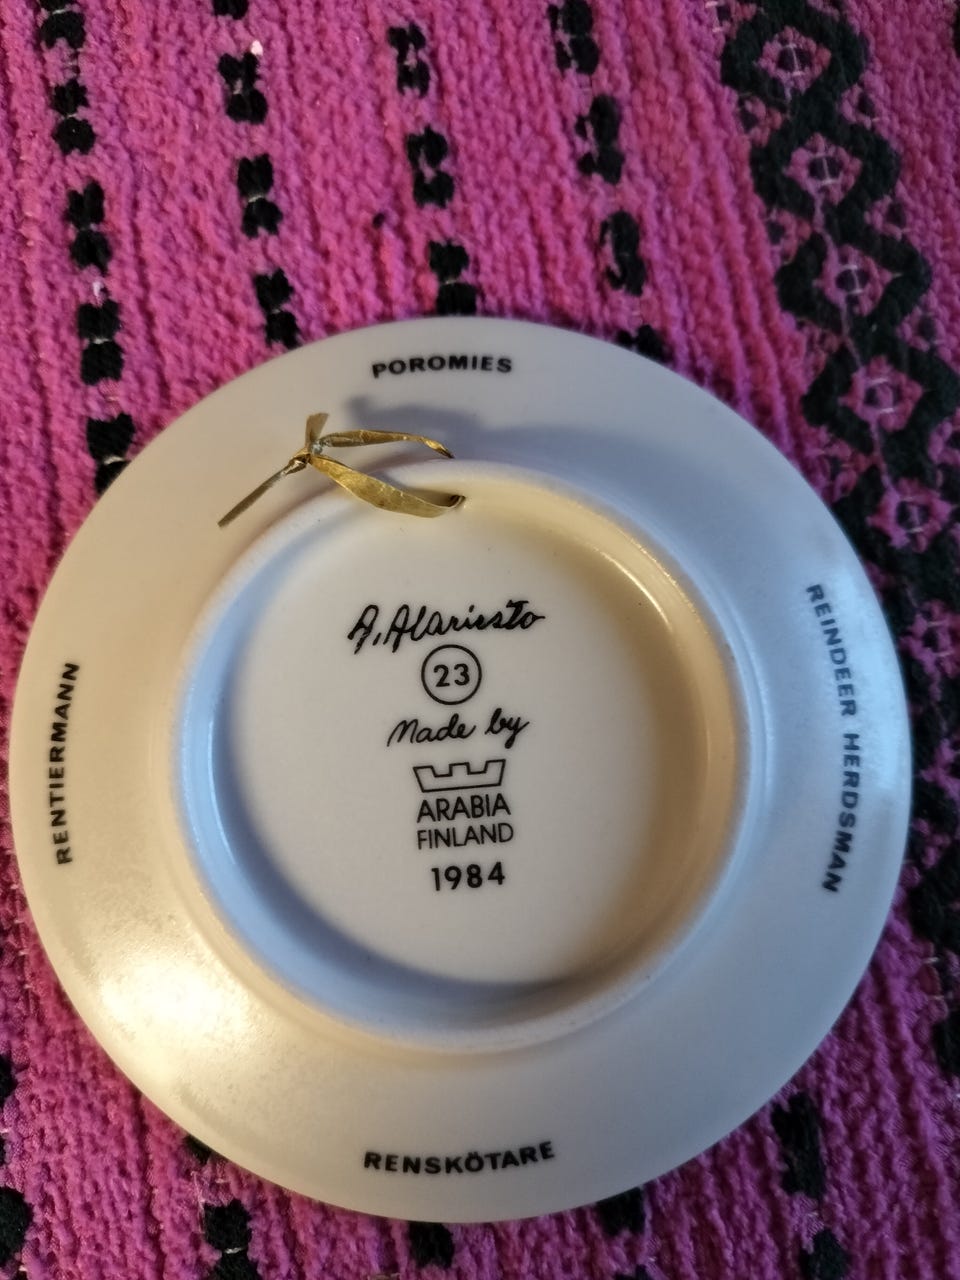 POROMIES
REINDEER HERDSMAN
RENSKÖTARE
RENTIERMANN
A. Alariesto
23
Made by
ARABIA
FINLAND
1984